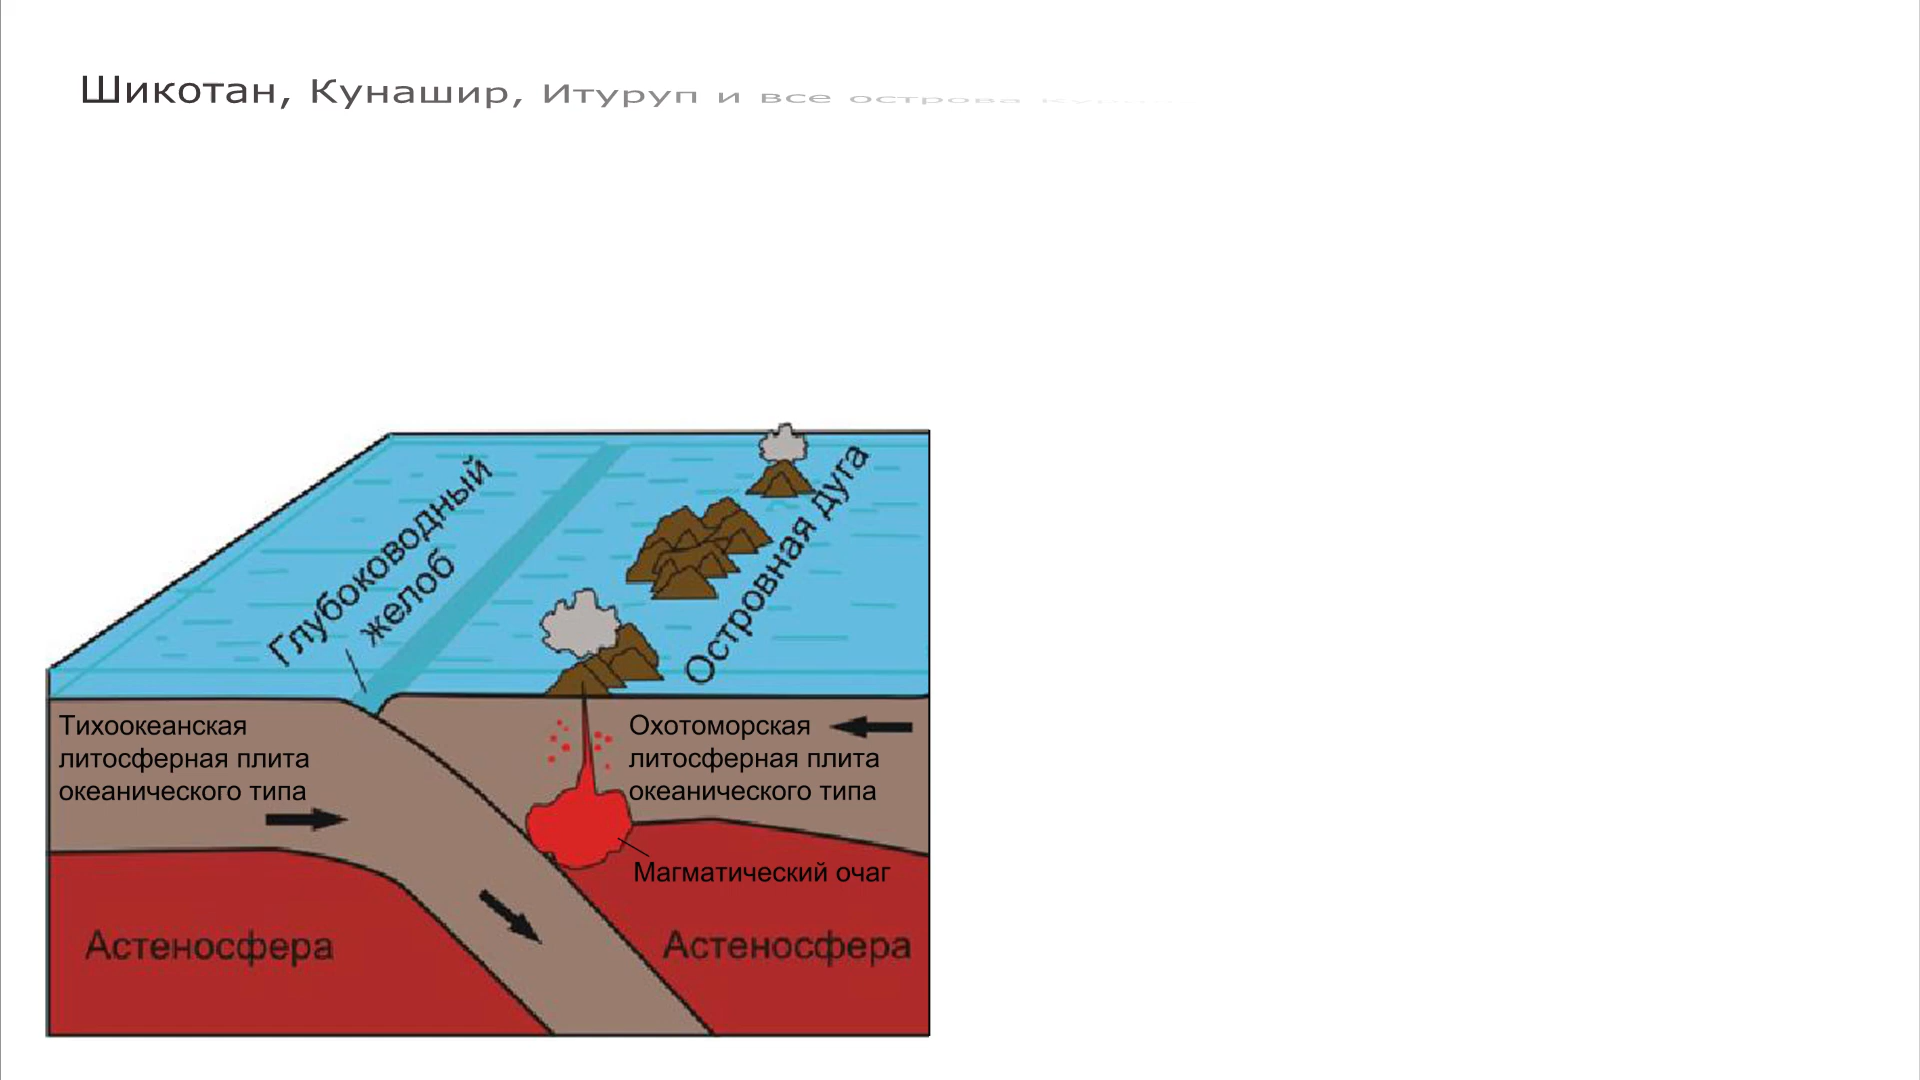 Шикотан, Кунашир, Итуруп и все острова
Глубоководный
желоб
Островная дуга
Тихоокеанская
литосферная плита
океанического типа
Охотоморская
литосферная плита
океанического типа
Магматический очаг
Астеносфера
Астеносфера